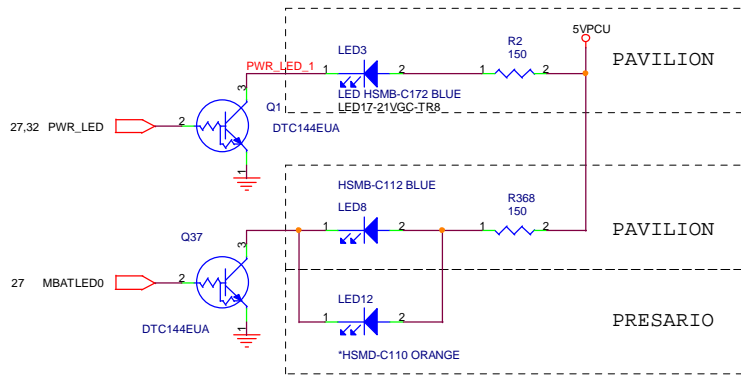 5VPCU
LED3
R2
150
PAVILION
PWR_LED_1
1
2
1
2
3
LED HSMB-C172 BLUE
LED17-21VGC-TR8
Q1
DTC144EUA
27,32 PWR_LED
2
1
HSMB-C112 BLUE
LED8
R368
150
PAVILION
1
2
1
2
Q37
3
27 MBATLED0
2
1
DTC144EUA
LED12
1
2
PRESARIO
*HSMD-C110 ORANGE